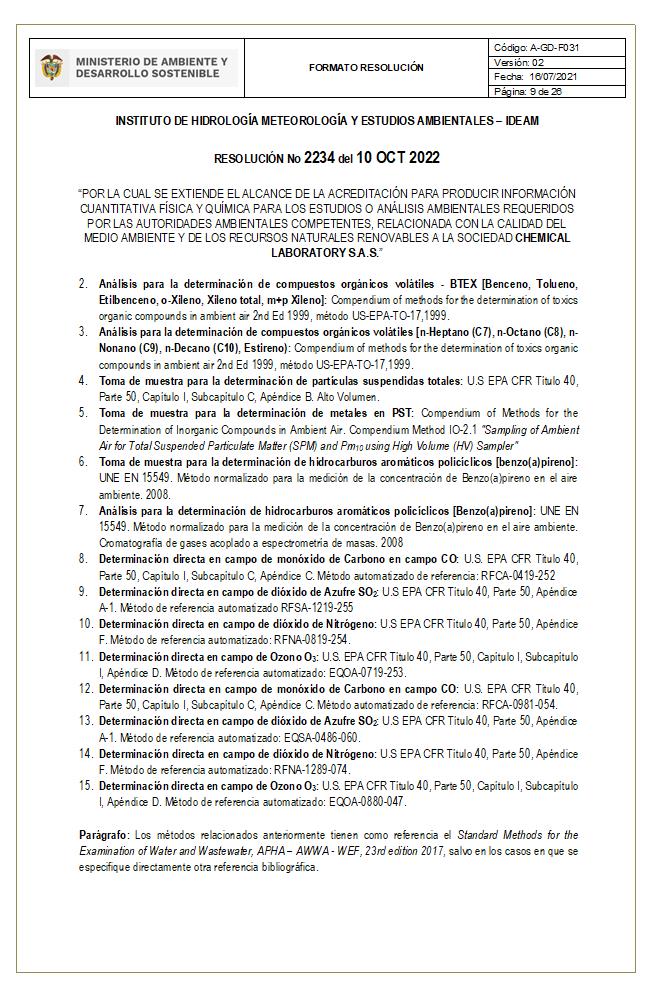 MINISTERIO DE AMBIENTE Y
DESARROLLO SOSTENIBLE
FORMATO RESOLUCIÓN
Código: A-GD-F031
Versión: 02
Fecha: 16/07/2021
Página: 9 de 26
INSTITUTO DE HIDROLOGÍA METEOROLOGÍA Y ESTUDIOS AMBIENTALES – IDEAM
RESOLUCIÓN No 2234 del 10 OCT 2022
“POR LA CUAL SE EXTIENDE EL ALCANCE DE LA ACREDITACIÓN PARA PRODUCIR INFORMACIÓN
CUANTITATIVA FÍSICA Y QUÍMICA PARA LOS ESTUDIOS O ANÁLISIS AMBIENTALES REQUERIDOS
POR LAS AUTORIDADES AMBIENTALES COMPETENTES, RELACIONADA CON LA CALIDAD DEL
MEDIO AMBIENTE Y DE LOS RECURSOS NATURALES RENOVABLES A LA SOCIEDAD CHEMICAL
LABORATORY S.A.S.”
2. Análisis para la determinación de compuestos orgánicos volátiles - BTEX [Benceno, Tolueno,
Etilbenceno, o-Xileno, Xileno total, m+p Xileno]: Compendium of methods for the determination of toxics
organic compounds in ambient air 2nd Ed 1999, método US-EPA-TO-17,1999.
3. Análisis para la determinación de compuestos orgánicos volátiles [n-Heptano (C7), n-Octano (C8), n-
Nonano (C9), n-Decano (C10), Estireno): Compendium of methods for the determination of toxics organic
compounds in ambient air 2nd Ed 1999, método US-EPA-TO-17,1999.
4. Toma de muestra para la determinación de partículas suspendidas totales: U.S EPA CFR Título 40,
Parte 50, Capítulo I, Subcapítulo C, Apéndice B. Alto Volumen.
5. Toma de muestra para la determinación de metales en PST: Compendium of Methods for the
Determination of Inorganic Compounds in Ambient Air. Compendium Method IO-2.1 "Sampling of Ambient
Air for Total Suspended Particulate Matter (SPM) and Pm10 using High Volume (HV) Sampler"
6. Toma de muestra para la determinación de hidrocarburos aromáticos policíclicos [benzo(a)pireno]:
UNE EN 15549. Método normalizado para la medición de la concentración de Benzo(a)pireno en el aire
ambiente. 2008.
7. Análisis para la determinación de hidrocarburos aromáticos policíclicos [Benzo(a)pireno]: UNE EN
15549. Método normalizado para la medición de la concentración de Benzo(a)pireno en el aire ambiente.
Cromatografía de gases acoplado a espectrometría de masas. 2008
8. Determinación directa en campo de monóxido de Carbono en campo CO: U.S. EPA CFR Título 40,
Parte 50, Capítulo I, Subcapítulo C, Apéndice C. Método automatizado de referencia: RFCA-0419-252
9. Determinación directa en campo de dióxido de Azufre SO2: U.S EPA CFR Título 40, Parte 50, Apéndice
A-1. Método de referencia automatizado RFSA-1219-255
10. Determinación directa en campo de dióxido de Nitrógeno: U.S EPA CFR Título 40, Parte 50, Apéndice
F. Método de referencia automatizado: RFNA-0819-254.
11. Determinación directa en campo de Ozono O3: U.S. EPA CFR Título 40, Parte 50, Capítulo I, Subcapítulo
I, Apéndice D. Método de referencia automatizado: EQOA-0719-253.
12. Determinación directa en campo de monóxido de Carbono en campo CO: U.S. EPA CFR Título 40,
Parte 50, Capítulo I, Subcapítulo C, Apéndice C. Método automatizado de referencia: RFCA-0981-054.
13. Determinación directa en campo de dióxido de Azufre SO2: U.S EPA CFR Título 40, Parte 50, Apéndice
A-1. Método de referencia automatizado: EQSA-0486-060.
14. Determinación directa en campo de dióxido de Nitrógeno: U.S EPA CFR Título 40, Parte 50, Apéndice
F. Método de referencia automatizado: RFNA-1289-074.
15. Determinación directa en campo de Ozono O3: U.S. EPA CFR Título 40, Parte 50, Capítulo I, Subcapítulo
I, Apéndice D. Método de referencia automatizado: EQOA-0880-047.
Parágrafo: Los métodos relacionados anteriormente tienen como referencia el Standard Methods for the
Examination of Water and Wastewater, APHA – AWWA - WEF, 23rd edition 2017, salvo en los casos en que se
especifique directamente otra referencia bibliográfica.